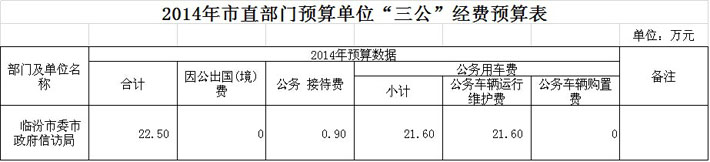 2014年市直部门预算单位“三公”经费预算表
单位：万元
部门及单位名称 2014年预算数据 备注
合计 因公出国(境)费 公务 接待费 公务用车费
小计 公务车辆运行维护费 公务车辆购置费
临汾市委市政府信访局 22.50 0 0.90 21.60 21.60 0